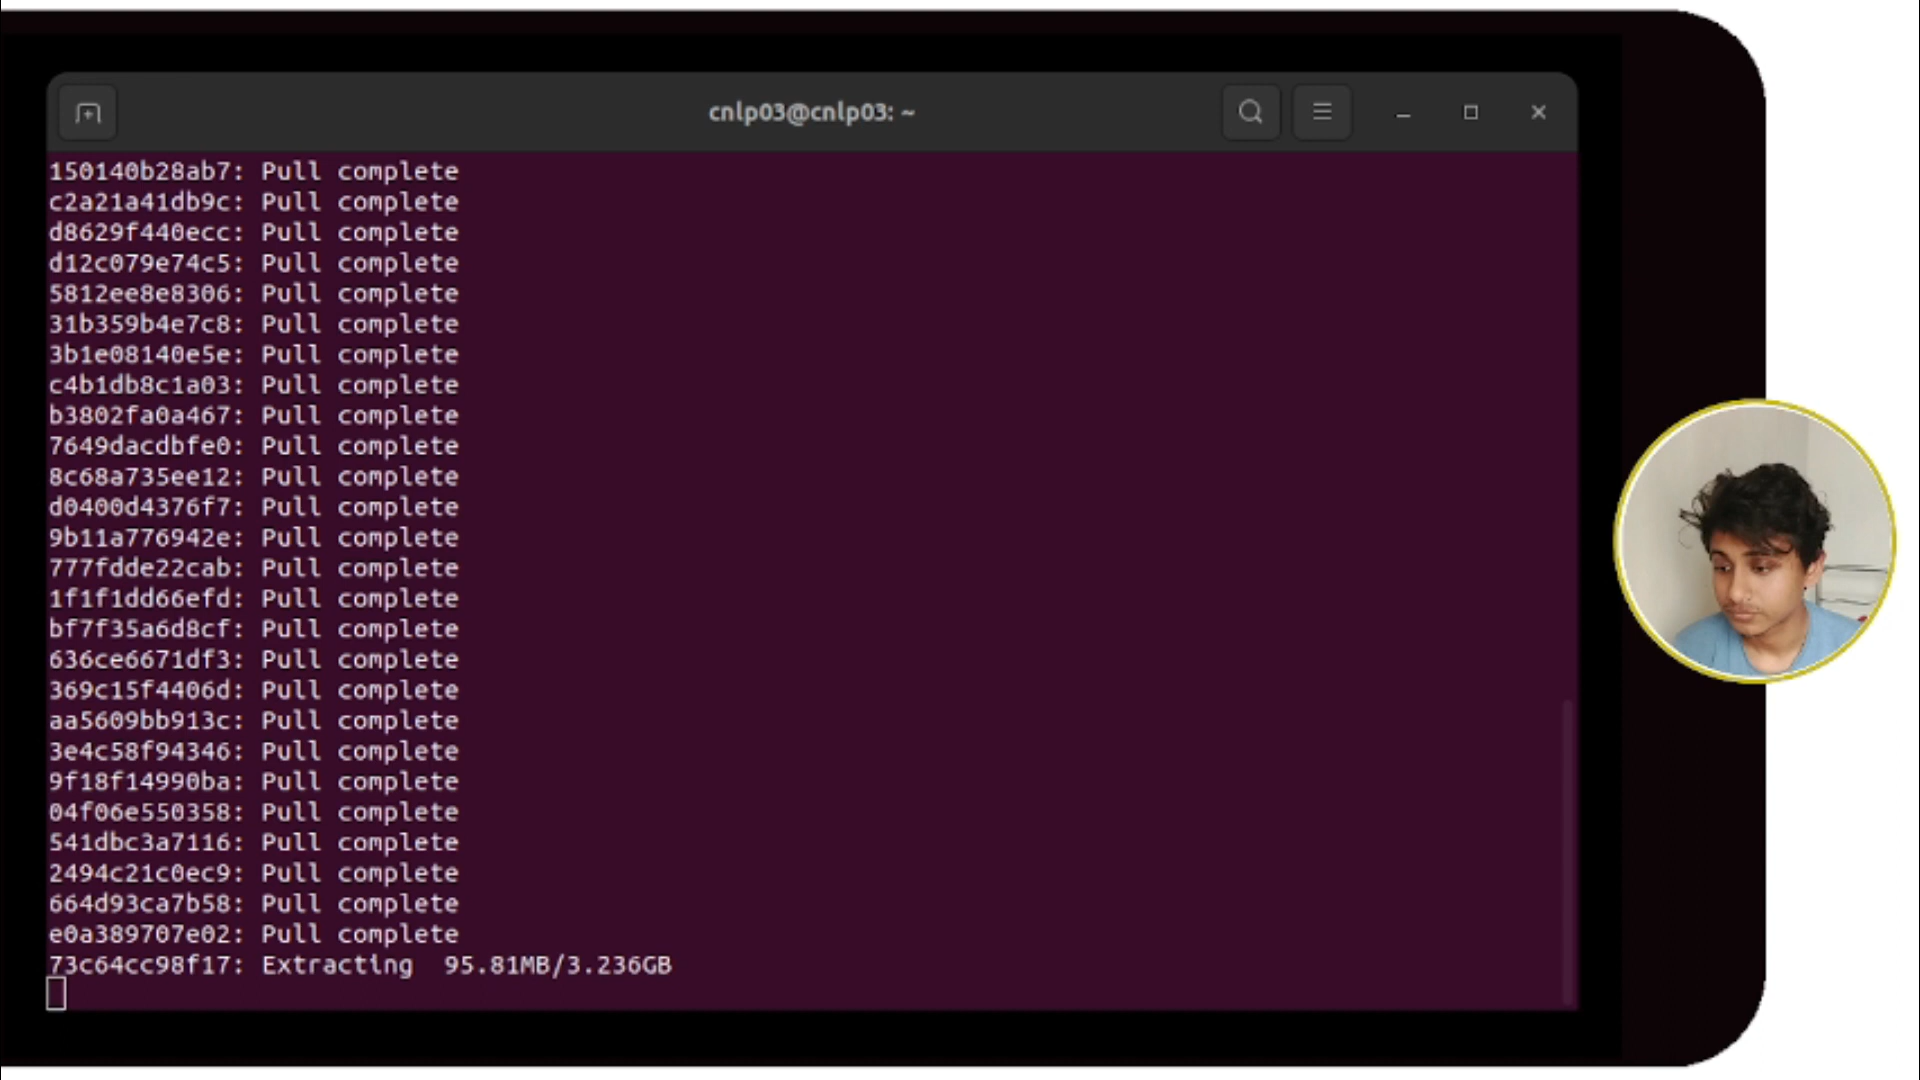 cnlp03@cnlp03: ~
150140b28ab7: Pull complete
c2a21a41db9c: Pull complete
d8629f440ecc: Pull complete
d12c079e74c5: Pull complete
5812ee8e8306: Pull complete
31b359b4e7c8: Pull complete
3b1e08140e5e: Pull complete
c4b1db8c1a03: Pull complete
b3802fa0a467: Pull complete
7649dacdbfe0: Pull complete
8c68a735ee12: Pull complete
d0400d4376f7: Pull complete
9b11a776942e: Pull complete
777fdde22cab: Pull complete
1f1f1dd66efd: Pull complete
bf7f35a6d8cf: Pull complete
636ce6671df3: Pull complete
369c15f4406d: Pull complete
aa5609bb913c: Pull complete
3e4c58f94346: Pull complete
9f18f14990ba: Pull complete
04f06e550358: Pull complete
541dbc3a7116: Pull complete
2494c21c0ec9: Pull complete
664d93ca7b58: Pull complete
e0a389707e02: Pull complete
73c64cc98f17: Extracting  95.81MB/3.236GB